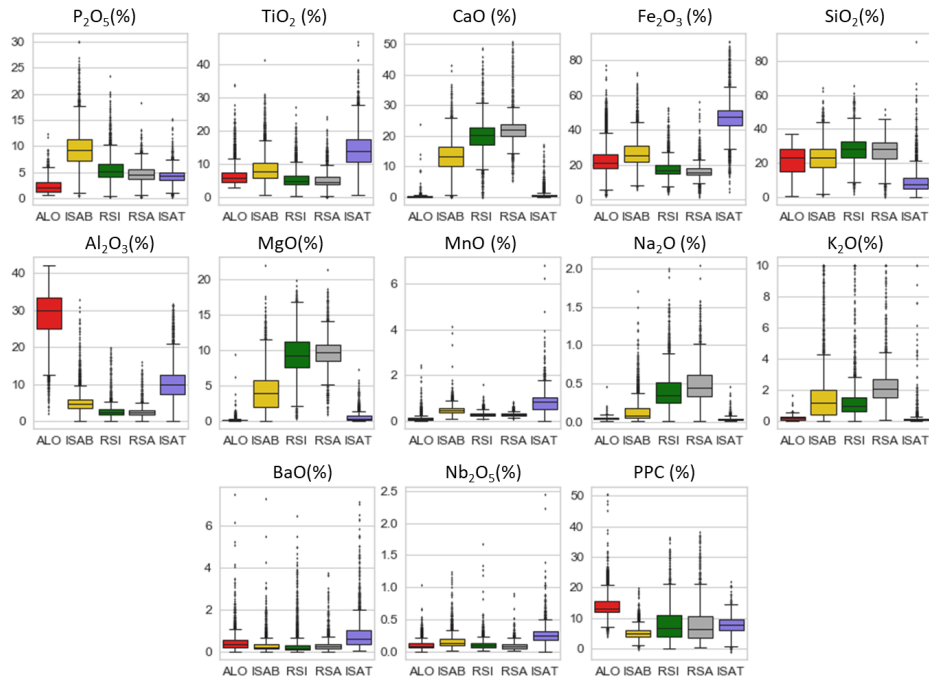 P₂O₅(%) TiO₂ (%) CaO (%) Fe₂O₃(%) SiO₂(%)
30 25 20 15 10 5 0
40 30 20 10 0
50 40 30 20 10 0
80 60 40 20 0
80 60 40 20 0
ALO ISAB RSI RSA ISAT ALO ISAB RSI RSA ISAT ALO ISAB RSI RSA ISAT ALO ISAB RSI RSA ISAT ALO ISAB RSI RSA ISAT
Al₂O₃(%) MgO(%) MnO (%) Na₂O (%) K₂O (%)
40 30 20 10 0
20 15 10 5 0
6 4 2 0
2.0 1.5 1.0 0.5 0.0
10 8 6 4 2 0
ALO ISAB RSI RSA ISAT ALO ISAB RSI RSA ISAT ALO ISAB RSI RSA ISAT ALO ISAB RSI RSA ISAT ALO ISAB RSI RSA ISAT
BaO(%) Nb₂O₅(%) PPC (%)
6 4 2 0
2.5 2.0 1.5 1.0 0.5 0.0
50 40 30 20 10 0
ALO ISAB RSI RSA ISAT ALO ISAB RSI RSA ISAT ALO ISAB RSI RSA ISAT